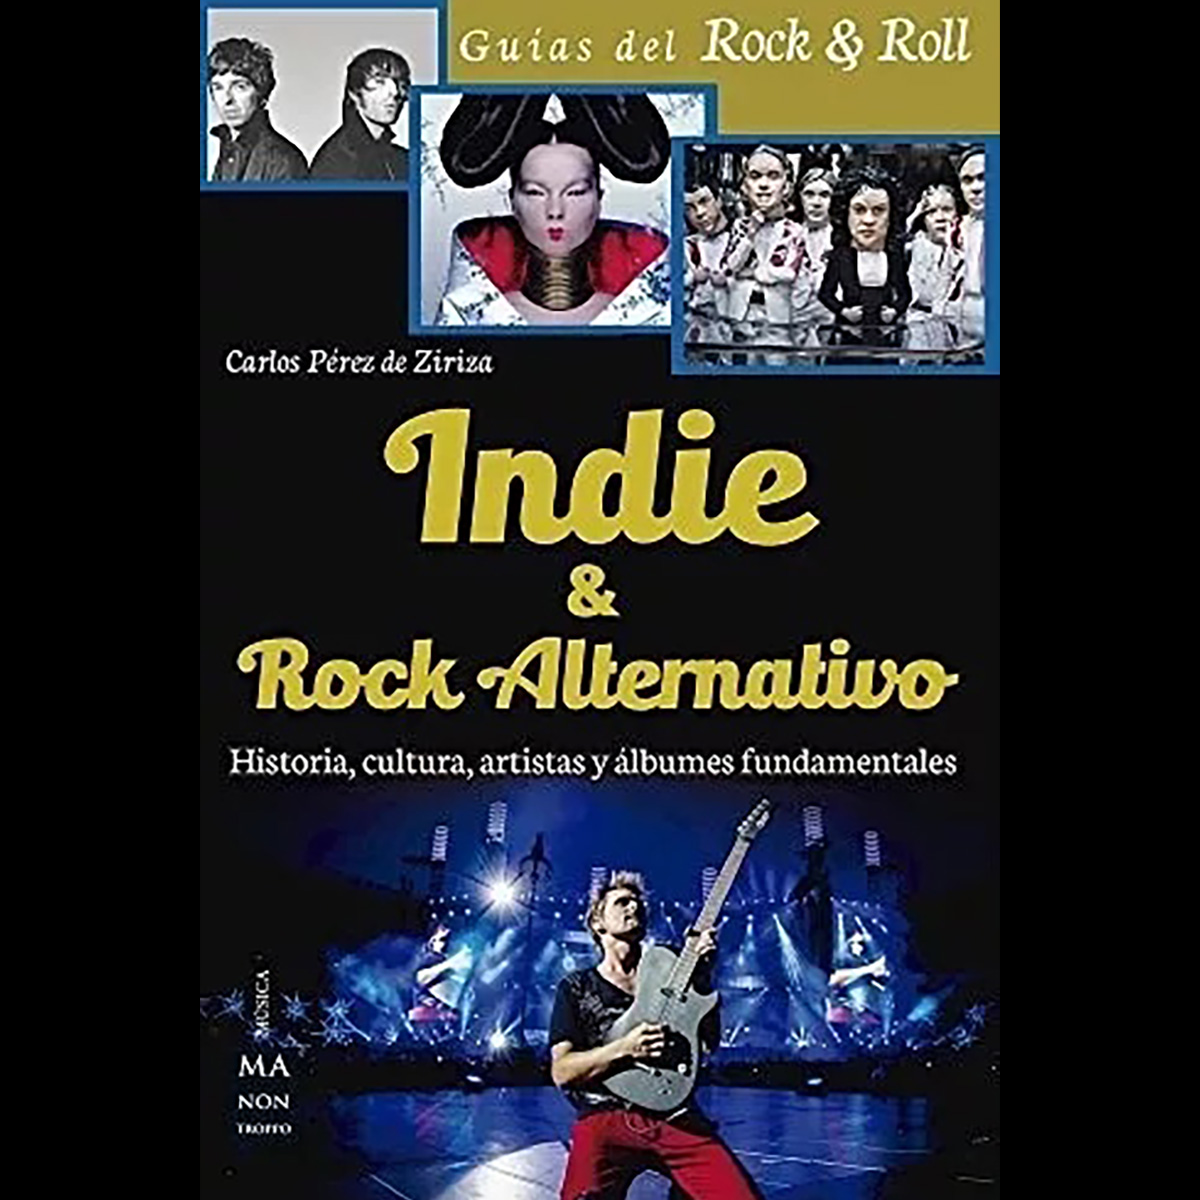 Guías del Rock & Roll
Carlos Pérez de Ziriza
Indie
&
Rock Alternativo
Historia, cultura, artistas y álbumes fundamentales
MÚSICA
MA
NON
TROPPO